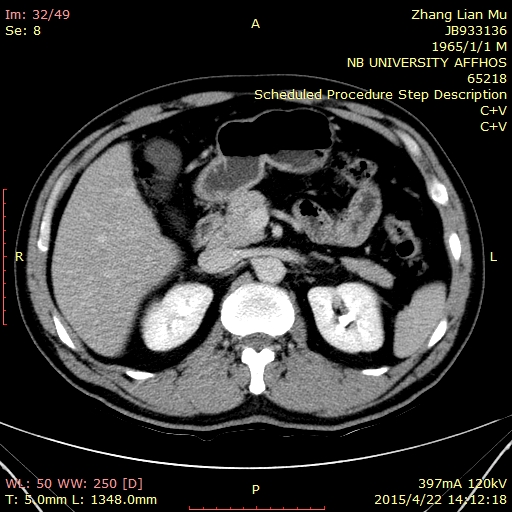 Im: 32/49
Se: 8
A
Zhang Lian Mu
JB933136
1965/1/1 M
NB UNIVERSITY AFFHOS
65218
Scheduled Procedure Step Description
C+V
C+V
R
L
WL: 50 WW: 250 [D]
T: 5.0mm L: 1348.0mm
P
397mA 120kV
2015/4/22 14:12:18